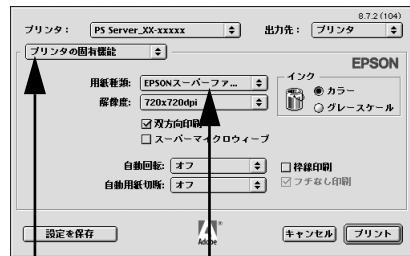 8.7.2 (104)
プリンタ： PS Server_XX-xxxxx 出力先： プリンタ
プリンタの固有機能
EPSON
用紙種類： EPSONスーパーファ...
インク
カラー
解像度： 720x720dpi
グレースケール
双方向印刷
スーパーマイクロウィーブ
自動回転： オフ
枠線印刷
自動用紙切断： オフ
フチなし印刷
設定を保存
Adobe
キャンセル
プリント